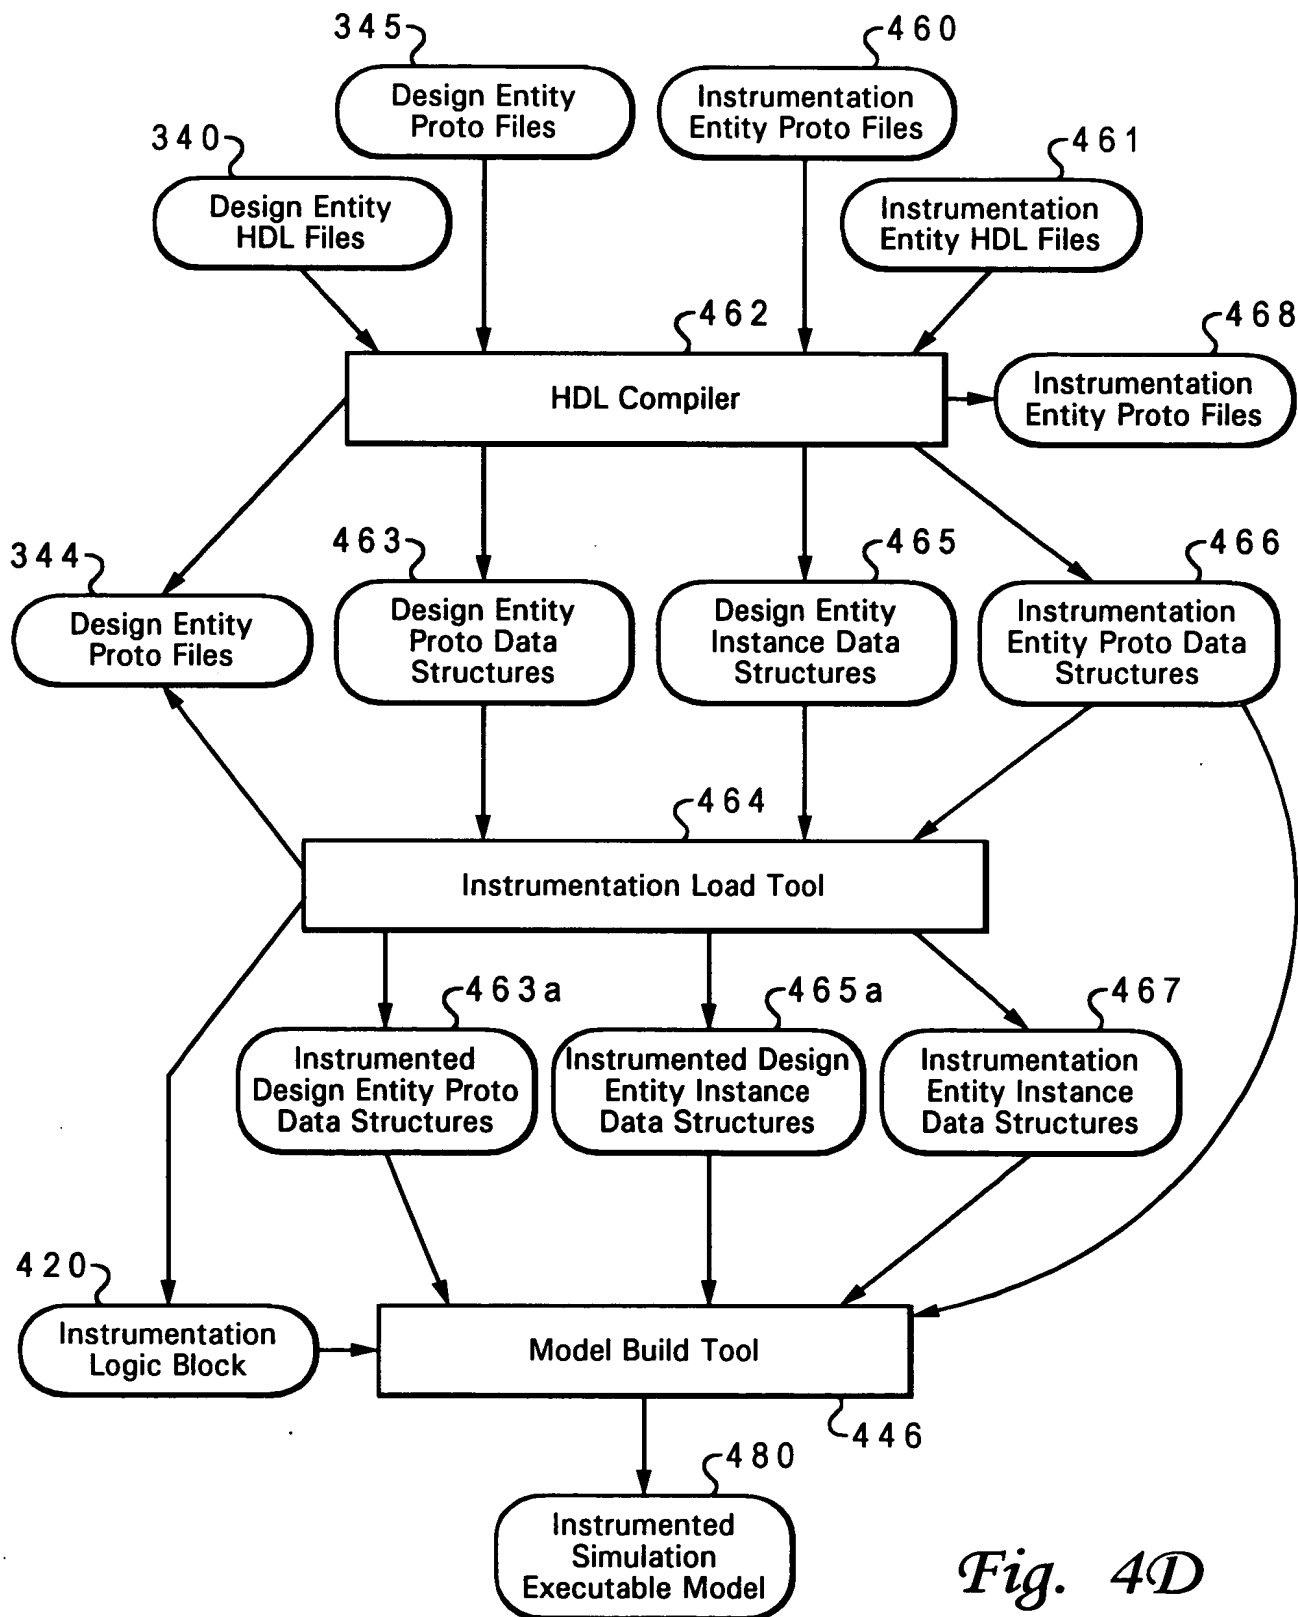 345
460
Design Entity
Proto Files
Instrumentation
Entity Proto Files
340
461
Design Entity
HDL Files
Instrumentation
Entity HDL Files
462
468
HDL Compiler
Instrumentation
Entity Proto Files
344
463
465
466
Design Entity
Proto Files
Design Entity
Proto Data
Structures
Design Entity
Instance Data
Structures
Instrumentation
Entity Proto Data
Structures
464
Instrumentation Load Tool
463a
465a
467
Instrumented
Design Entity Proto
Data Structures
Instrumented Design
Entity Instance
Data Structures
Instrumentation
Entity Instance
Data Structures
420
Instrumentation
Logic Block
Model Build Tool
446
480
Instrumented
Simulation
Executable Model
Fig. 4D